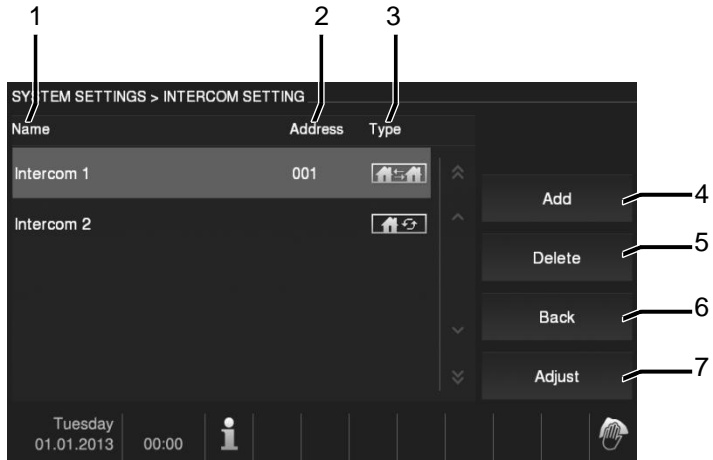 1 2 3
SYSTEM SETTINGS > INTERCOM SETTING
Name Address Type
Intercom 1 001
Intercom 2
Add 4
Delete 5
Back 6
Adjust 7
Tuesday
01.01.2013 00:00